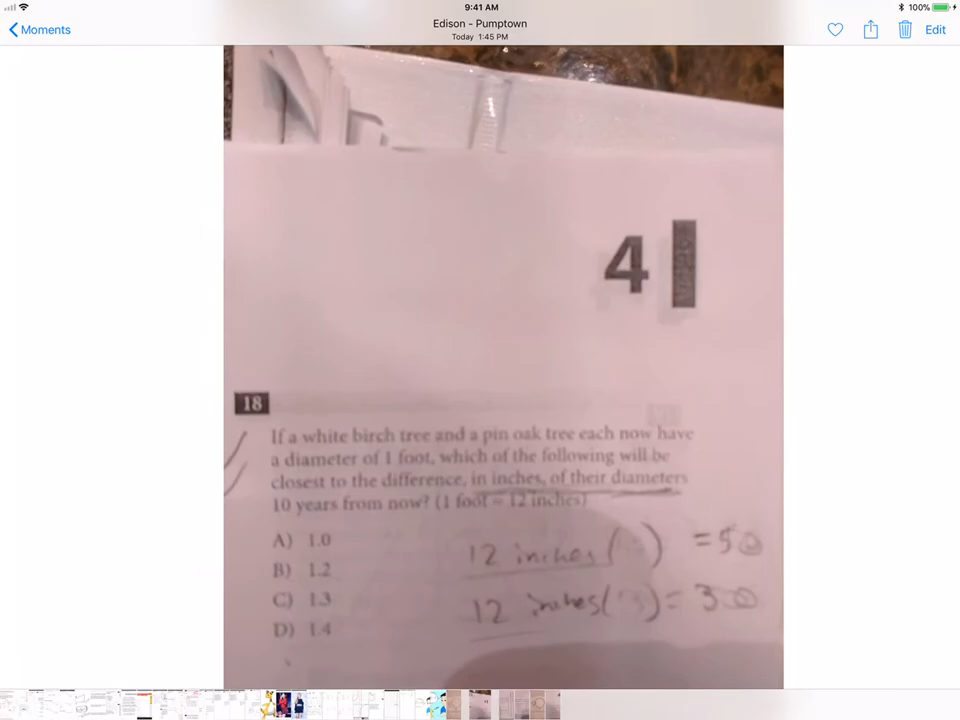 9:41 AM
100%
Moments
Edison - Pumptown
Today 1:45 PM
Edit
4
18
If a white birch tree and a pin oak tree each now have
a diameter of 1 foot, which of the following will be
closest to the difference, in inches, of their diameters
10 years from now? (1 foot = 12 inches)
A) 1.0
B) 1.2
C) 1.3
D) 1.4
12 inches( ) = 50
12 inches( ) = 30